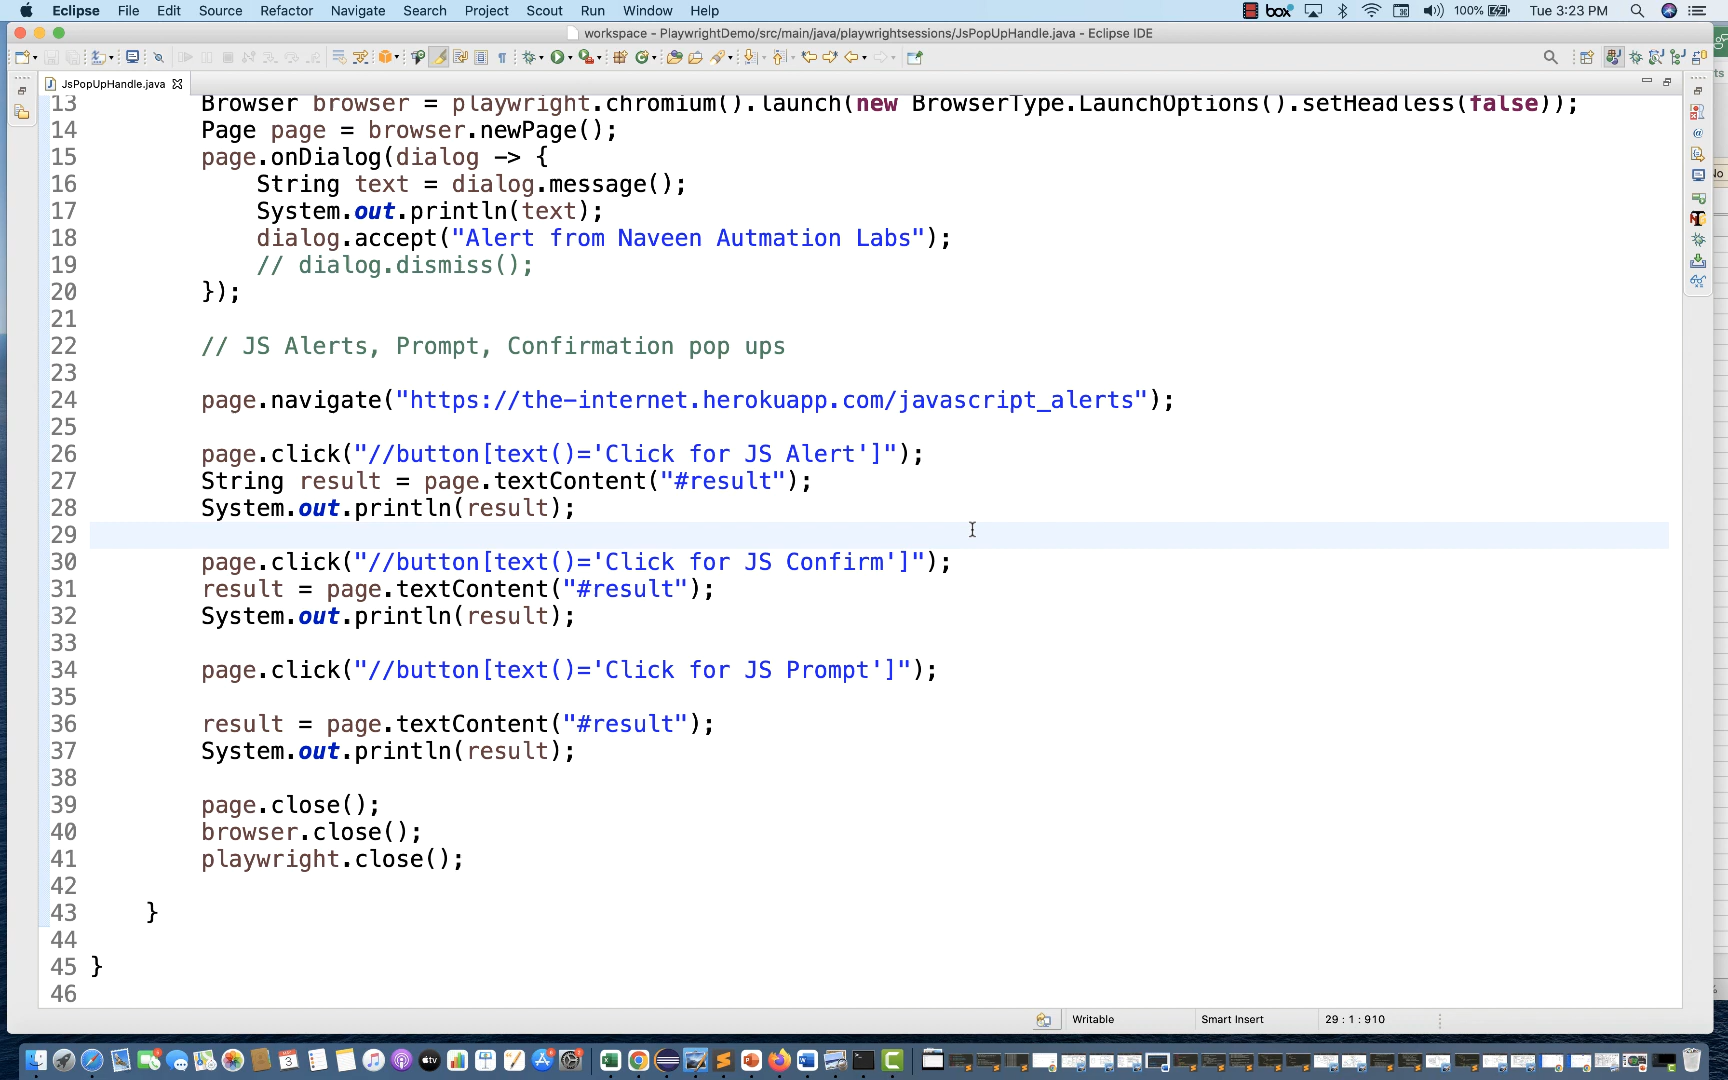 Eclipse File Edit Source Refactor Navigate Search Project Scout Run Window Help box 100% Tue 3:23 PM
workspace - PlaywrightDemo/src/main/java/playwrightsessions/JsPopUpHandle.java - Eclipse IDE
JsPopUpHandle.java
13 Browser browser = playwright.chromium().launch(new BrowserType.LaunchOptions().setHeadless(false));
14 Page page = browser.newPage();
15 page.onDialog(dialog -> {
16 String text = dialog.message();
17 System.out.println(text);
18 dialog.accept("Alert from Naveen Autmation Labs");
19 // dialog.dismiss();
20 });
21
22 // JS Alerts, Prompt, Confirmation pop ups
23
24 page.navigate("https://the-internet.herokuapp.com/javascript_alerts");
25
26 page.click("//button[text()='Click for JS Alert']");
27 String result = page.textContent("#result");
28 System.out.println(result);
29
30 page.click("//button[text()='Click for JS Confirm']");
31 result = page.textContent("#result");
32 System.out.println(result);
33
34 page.click("//button[text()='Click for JS Prompt']");
35
36 result = page.textContent("#result");
37 System.out.println(result);
38
39 page.close();
40 browser.close();
41 playwright.close();
42
43 }
44
45 }
46
Writable Smart Insert 29 : 1 : 910